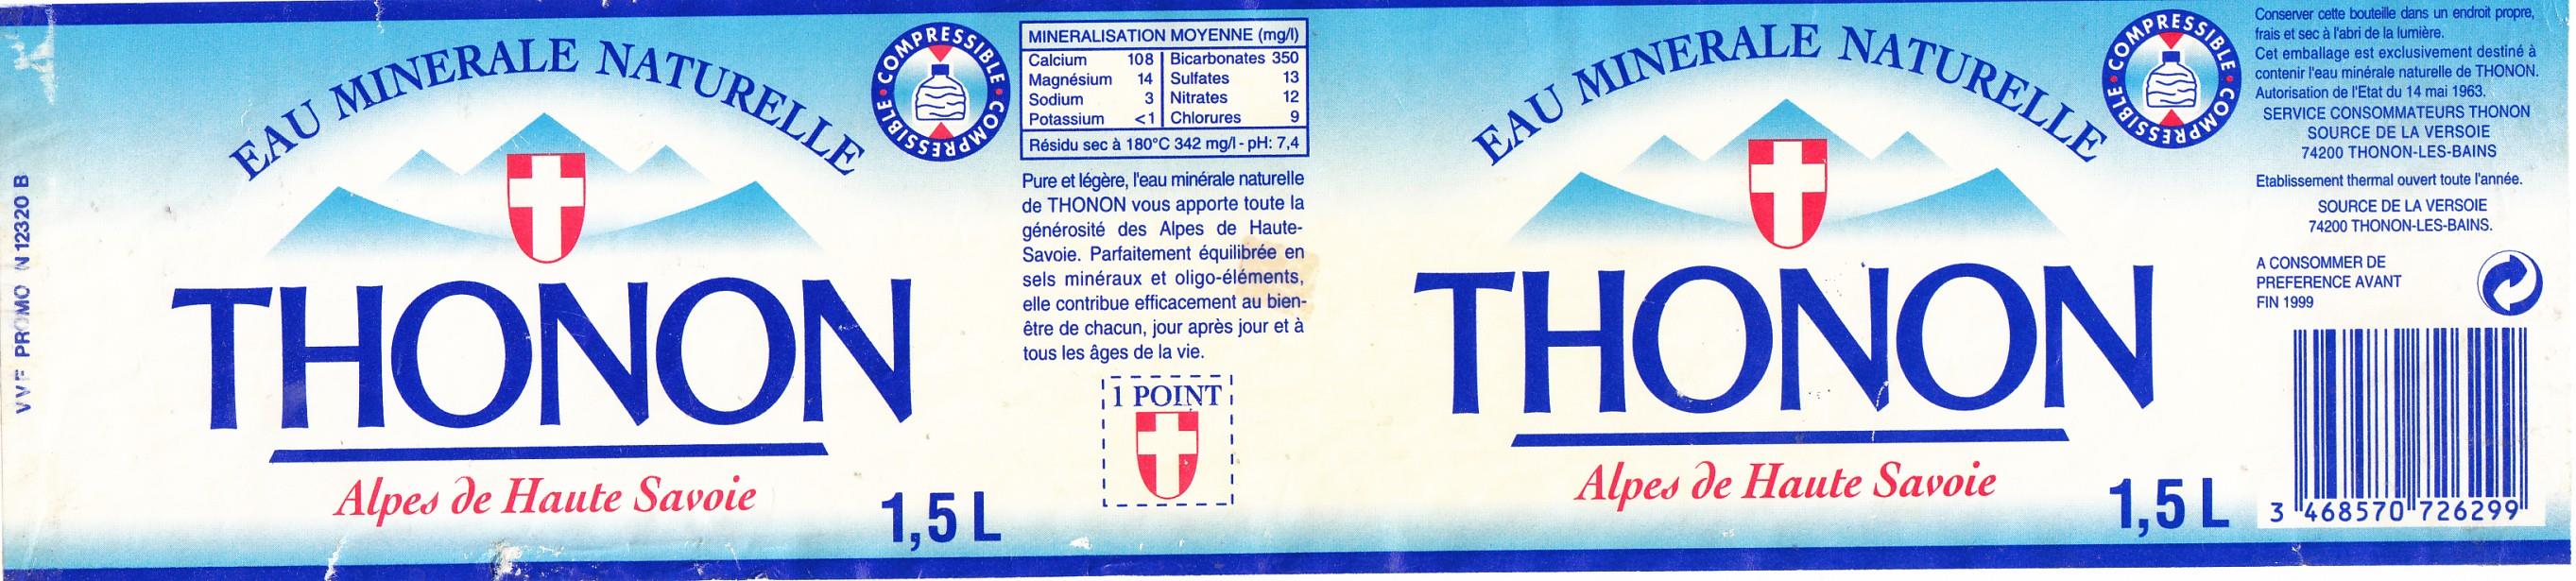 VVF PROMO N 12320 B
EAU MINERALE NATURELLE
THONON
Alpes de Haute Savoie
1,5 L
COMPRESSIBLE • COMPRESSIBLE •
MINERALISATION MOYENNE (mg/l)
Calcium 108 Bicarbonates 350
Magnésium 14 Sulfates 13
Sodium 3 Nitrates 12
Potassium <1 Chlorures 9
Résidu sec à 180°C 342 mg/l - pH: 7,4
Pure et légère, l'eau minérale naturelle
de THONON vous apporte toute la
générosité des Alpes de Haute-
Savoie. Parfaitement équilibrée en
sels minéraux et oligo-éléments,
elle contribue efficacement au bien-
être de chacun, jour après jour et à
tous les âges de la vie.
1 POINT
EAU MINERALE NATURELLE
THONON
Alpes de Haute Savoie
1,5 L
COMPRESSIBLE • COMPRESSIBLE •
Conserver cette bouteille dans un endroit propre,
frais et sec à l'abri de la lumière.
Cet emballage est exclusivement destiné à
contenir l'eau minérale naturelle de THONON.
Autorisation de l'Etat du 14 mai 1963.
SERVICE CONSOMMATEURS THONON
SOURCE DE LA VERSOIE
74200 THONON-LES-BAINS
Etablissement thermal ouvert toute l'année.
SOURCE DE LA VERSOIE
74200 THONON-LES-BAINS.
A CONSOMMER DE
PREFERENCE AVANT
FIN 1999
3 468570 726299